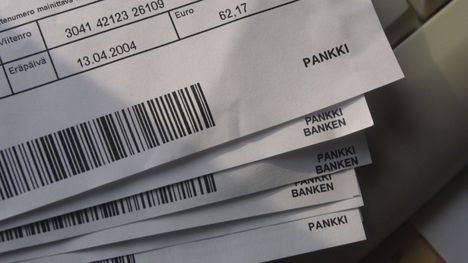 tenumero mainittava
Viitenro 3041 42123 26109 Euro 62,17
Eräpäivä 13.04.2004
PANKKI
PANKKI
BANKEN
PANKKI
BANKEN
PANKKI
BANKEN
PANKKI